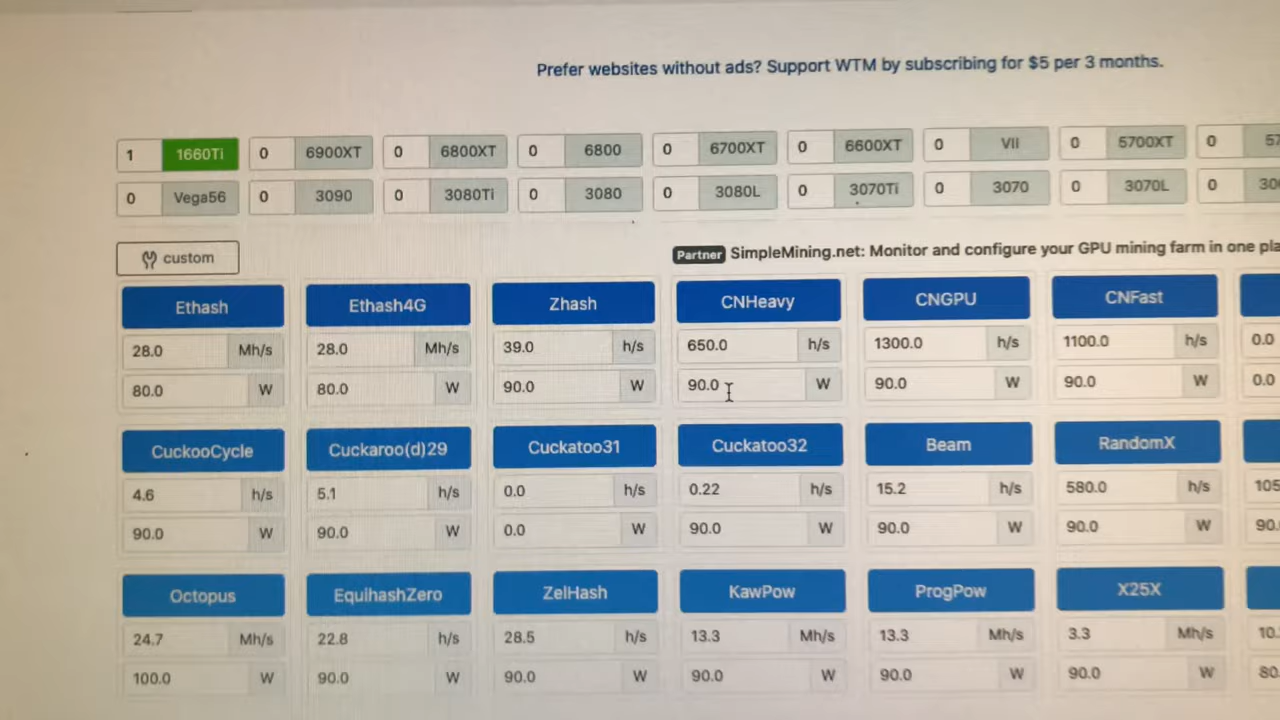 Prefer websites without ads? Support WTM by subscribing for $5 per 3 months.
1 1660Ti 0 6900XT 0 6800XT 0 6800 0 6700XT 0 6600XT 0 VII 0 5700XT 0
0 Vega56 0 3090 0 3080Ti 0 3080 0 3080L 0 3070Ti 0 3070 0 3070L 0
custom
Partner SimpleMining.net: Monitor and configure your GPU mining farm in one
Ethash Ethash4G Zhash CNHeavy CNGPU CNFast
28.0 Mh/s 28.0 Mh/s 39.0 h/s 650.0 h/s 1300.0 h/s 1100.0 h/s 0.0
80.0 W 80.0 W 90.0 W 90.0 W 90.0 W 90.0 W 0.0
CuckooCycle Cuckaroo(d)29 Cuckatoo31 Cuckatoo32 Beam RandomX
4.6 h/s 5.1 h/s 0.0 h/s 0.22 h/s 15.2 h/s 580.0 h/s
90.0 W 90.0 W 0.0 W 90.0 W 90.0 W 90.0 W
Octopus EquihashZero ZelHash KawPow ProgPow X25X
24.7 Mh/s 22.8 h/s 28.5 h/s 13.3 Mh/s 13.3 Mh/s 3.3 Mh/s
100.0 W 90.0 W 90.0 W 90.0 W 90.0 W 90.0 W